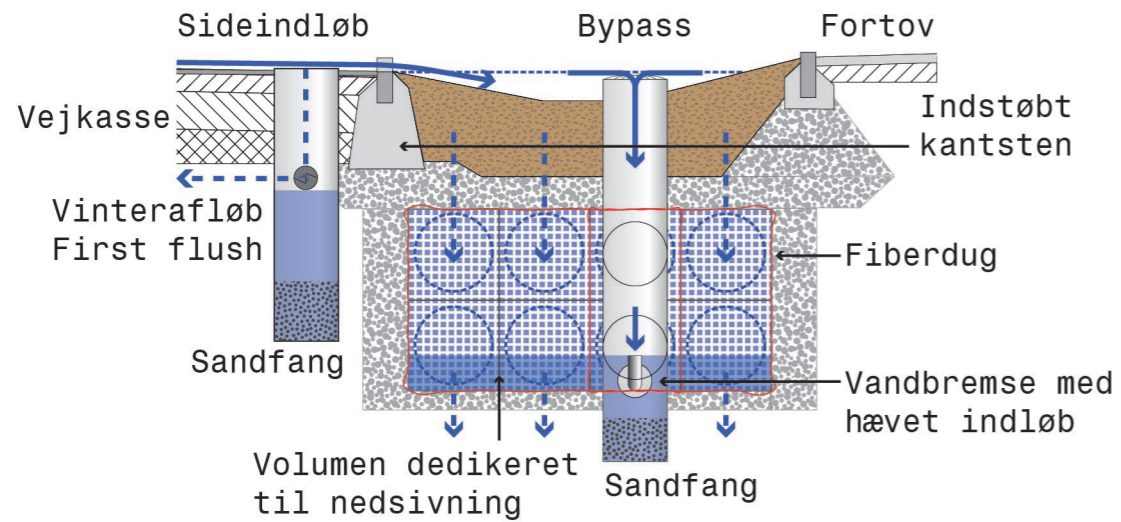 Sideindløb
Bypass
Fortov
Vejkasse
Indstøbt
kantsten
Vinterafløb
First flush
Fiberdug
Sandfang
Vandbremse med
hævet indløb
Volumen dedikeret
til nedsivning
Sandfang